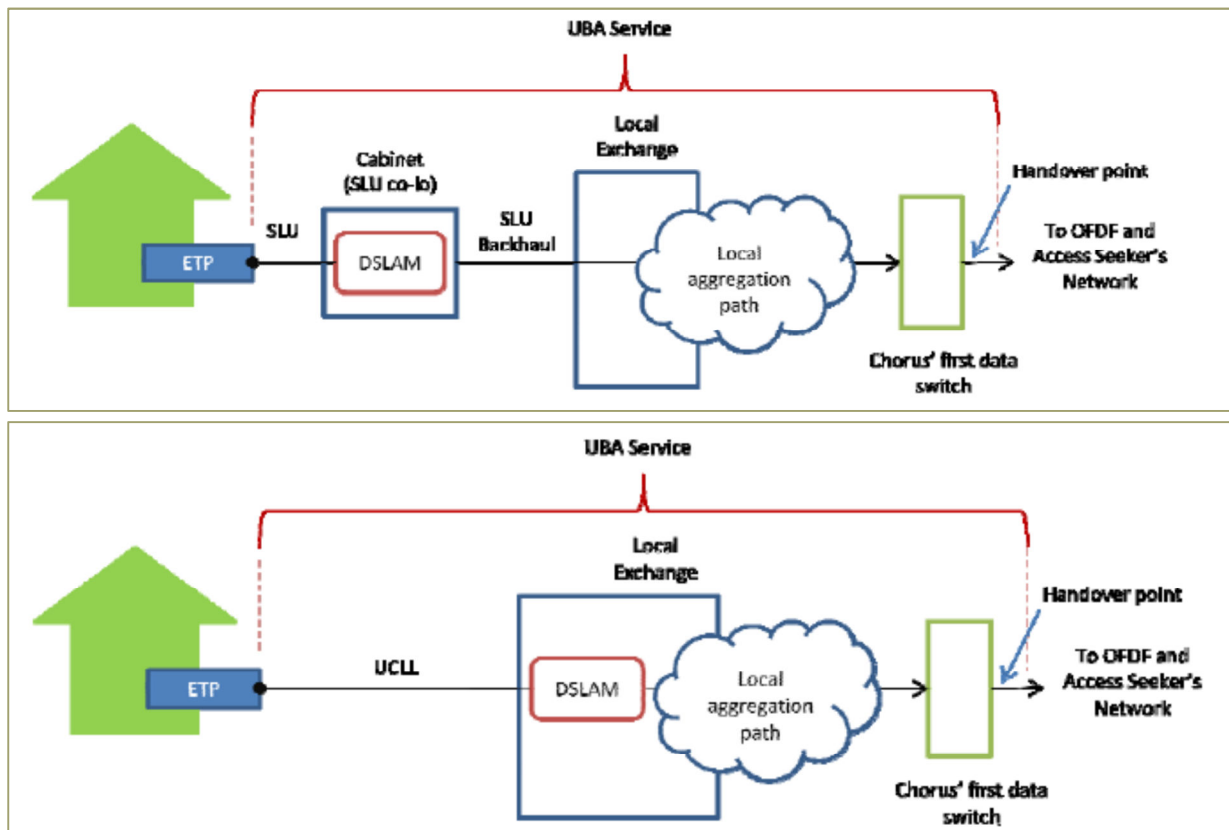 UBA Service
Local
Exchange
Cabinet
(SLU co-lo)
Handover point
SLU
SLU
Backhaul
ETP
DSLAM
Local
aggregation
path
To OFDF and
Access Seeker's
Network
Chorus' first data
switch
UBA Service
Local
Exchange
Handover point
UCLL
ETP
DSLAM
Local
aggregation
path
To OFDF and
Access Seeker's
Network
Chorus' first data
switch